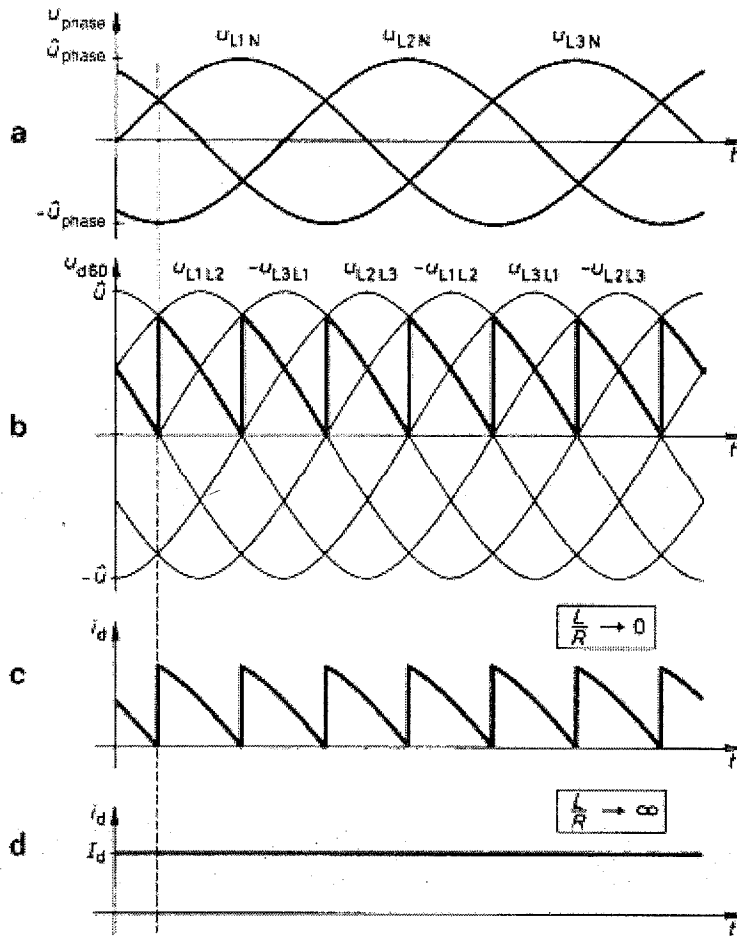 u_phase
û_phase
u_L1N
u_L2N
u_L3N
a
t
-û_phase
u_d60
u_L1L2
-u_L3L1
u_L2L3
-u_L1L2
u_L3L1
-u_L2L3
û
b
t
-û
i_d
L/R → 0
c
t
i_d
L/R → ∞
d
I_d
t